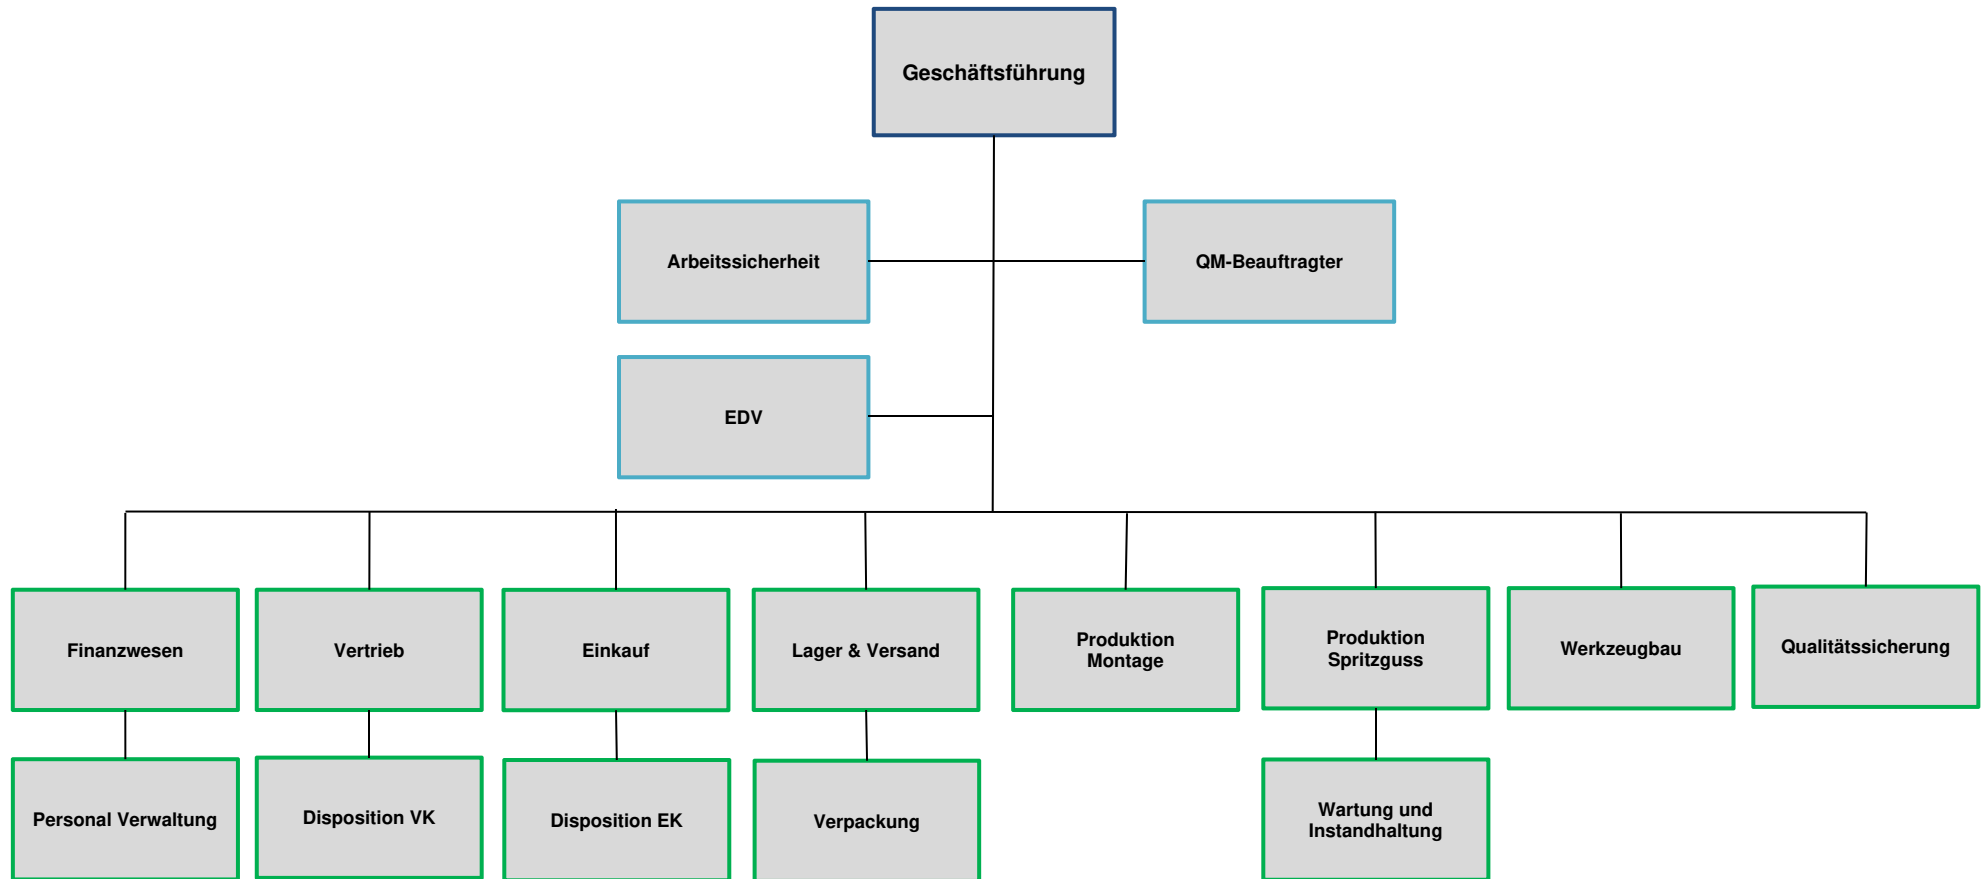 Geschäftsführung
Arbeitssicherheit
QM-Beauftragter
EDV
Finanzwesen
Vertrieb
Einkauf
Lager & Versand
Produktion
Montage
Produktion
Spritzguss
Werkzeugbau
Qualitätssicherung
Personal Verwaltung
Disposition VK
Disposition EK
Verpackung
Wartung und
Instandhaltung